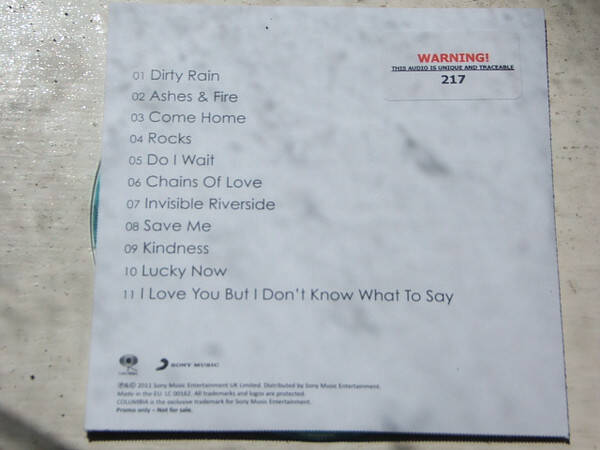 WARNING!
THIS AUDIO IS UNIQUE AND TRACEABLE
217
01 Dirty Rain
02 Ashes & Fire
03 Come Home
04 Rocks
05 Do I Wait
06 Chains Of Love
07 Invisible Riverside
08 Save Me
09 Kindness
10 Lucky Now
11 I Love You But I Don't Know What To Say
COLUMBIA
SONY MUSIC
℗&© 2011 Sony Music Entertainment UK Limited. Distributed by Sony Music Entertainment.
Made in the EU. LC 00162. All trademarks and logos are protected.
COLUMBIA is the exclusive trademark for Sony Music Entertainment.
Promo only – Not for sale.